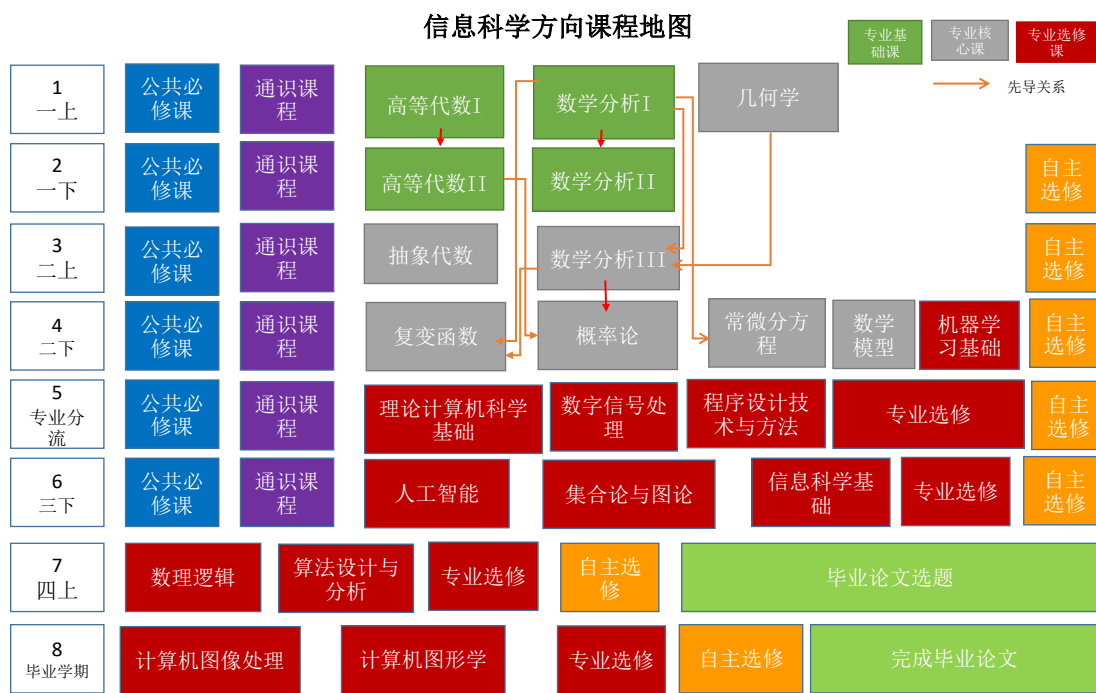 信息科学方向课程地图
专业基
础课
专业核
心课
专业选修
课
先导关系
1
一上
公共必
修课
通识课
程
高等代数I
数学分析I
几何学
2
一下
公共必
修课
通识课
程
高等代数II
数学分析II
自主
选修
3
二上
公共必
修课
通识课
程
抽象代数
数学分析III
自主
选修
4
二下
公共必
修课
通识课
程
复变函数
概率论
常微分方
程
数学
模型
机器学
习基础
自主
选修
5
专业分
流
公共必
修课
通识课
程
理论计算机科学
基础
数字信号处
理
程序设计技
术与方法
专业选修
自主
选修
6
三下
公共必
修课
通识课
程
人工智能
集合论与图论
信息科学基
础
专业选修
自主
选修
7
四上
数理逻辑
算法设计与
分析
专业选修
自主选
修
毕业论文选题
8
毕业学期
计算机图像处理
计算机图形学
专业选修
自主选修
完成毕业论文